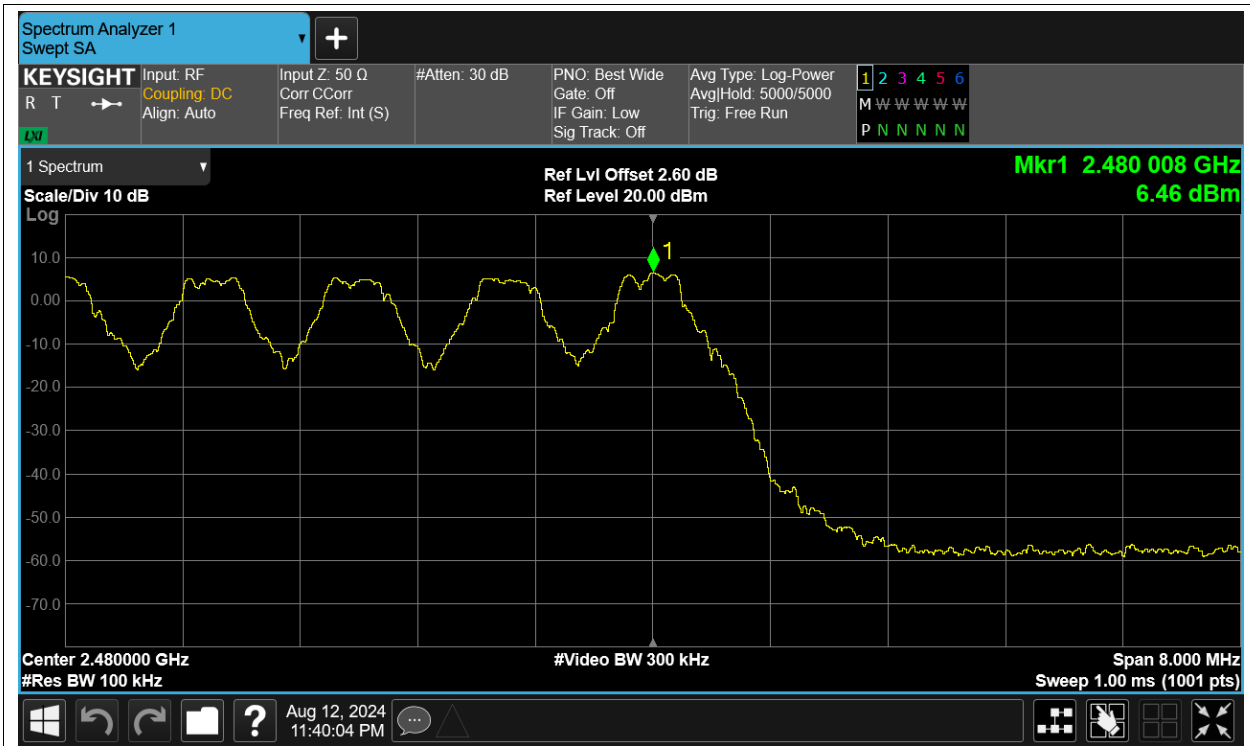 Spectrum Analyzer 1
Swept SA
KEYSIGHT
R T
LXI
Input: RF
Coupling: DC
Align: Auto
Input Z: 50 Ω
Corr CCorr
Freq Ref: Int (S)
#Atten: 30 dB
PNO: Best Wide
Gate: Off
IF Gain: Low
Sig Track: Off
Avg Type: Log-Power
Avg|Hold: 5000/5000
Trig: Free Run
1 2 3 4 5 6
M W W W W W
P N N N N N
1 Spectrum
Scale/Div 10 dB
Log
Ref Lvl Offset 2.60 dB
Ref Level 20.00 dBm
Mkr1 2.480 008 GHz
6.46 dBm
1
10.0
0.00
-10.0
-20.0
-30.0
-40.0
-50.0
-60.0
-70.0
Center 2.480000 GHz
#Res BW 100 kHz
#Video BW 300 kHz
Span 8.000 MHz
Sweep 1.00 ms (1001 pts)
?
Aug 12, 2024
11:40:04 PM